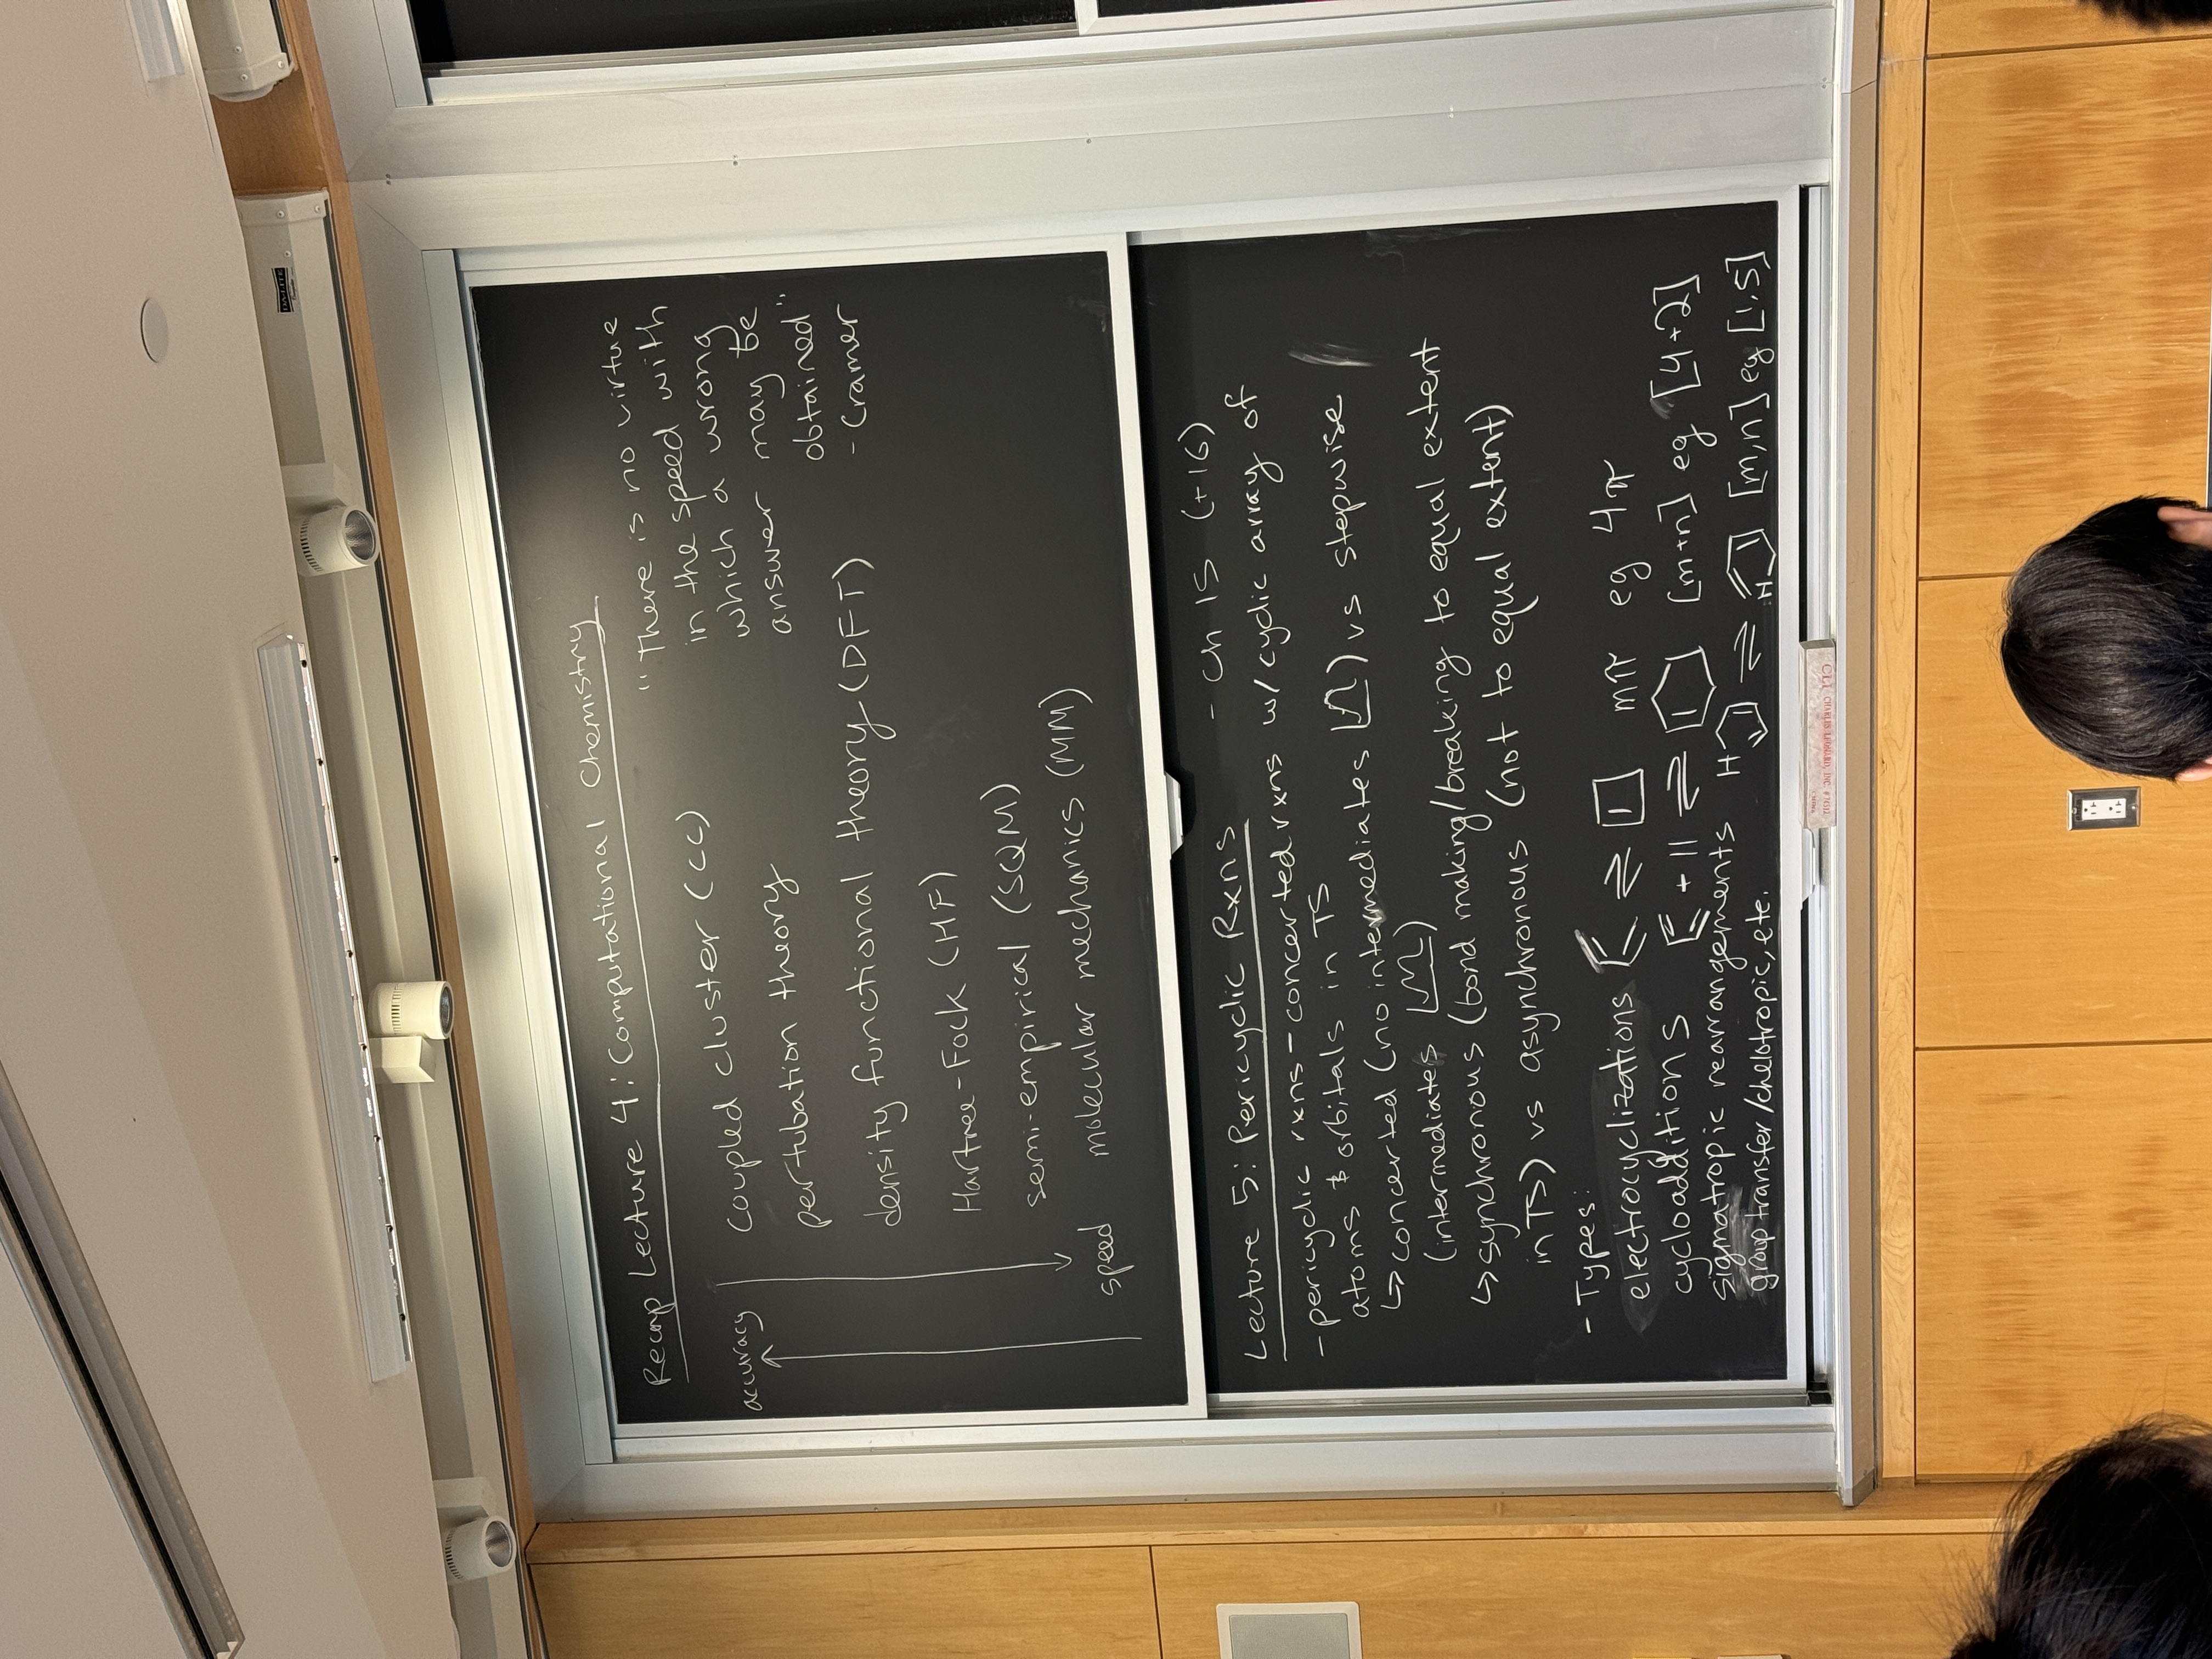 DA-LITE
Recap Lecture 4: Computational Chemistry
accuracy
speed
Coupled cluster (CC)
pertubation theory
density functional theory (DFT)
Hartree-Fock (HF)
semi-empirical (SQM)
molecular mechanics (MM)
"There is no virtue
in the speed with
which a wrong
answer may be
obtained"
- Cramer
Lecture 5: Pericyclic Rxns - Ch 15 (+16)
- pericyclic rxns - concerted rxns w/ cyclic array of
atoms & orbitals in TS
↳ concerted (no intermediates ) vs stepwise
(intermediates )
↳ synchronous (bond making/breaking to equal extent
in TS) vs asynchronous (not to equal extent)
- Types:
electrocyclizations ⇌ mπ eg 4π
cycloadditions + ⇌ [m+n] eg [4+2]
sigmatropic rearrangements H ⇌ H [m,n] eg [1,5]
group transfer/chelotropic, etc.
CLI CHARLES LEONARD, INC. #74512